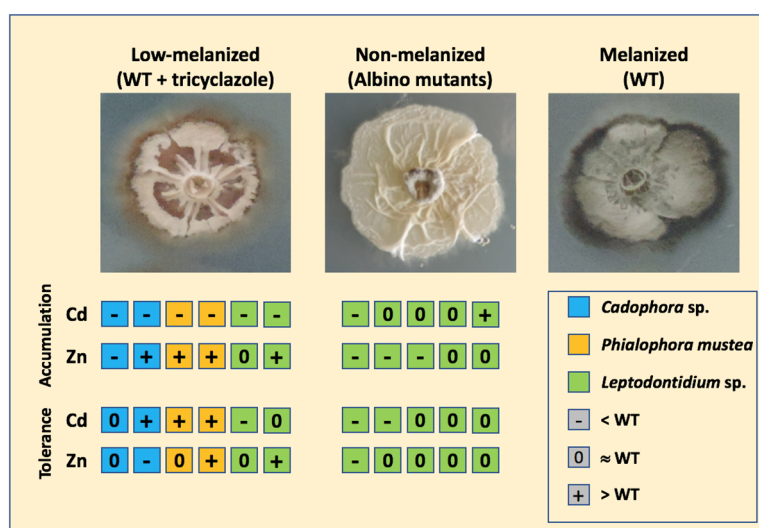 Low-melanized
(WT + tricyclazole)
Non-melanized
(Albino mutants)
Melanized
(WT)
Accumulation
Cd - - - - - - - 0 0 0 +
Zn - + + + 0 + - - - 0 0
Tolerance
Cd 0 + + + - 0 - - 0 0 0
Zn 0 - 0 + 0 + - 0 0 0 0
Cadophora sp.
Phialophora mustea
Leptodontidium sp.
- < WT
0 ≈ WT
+ > WT